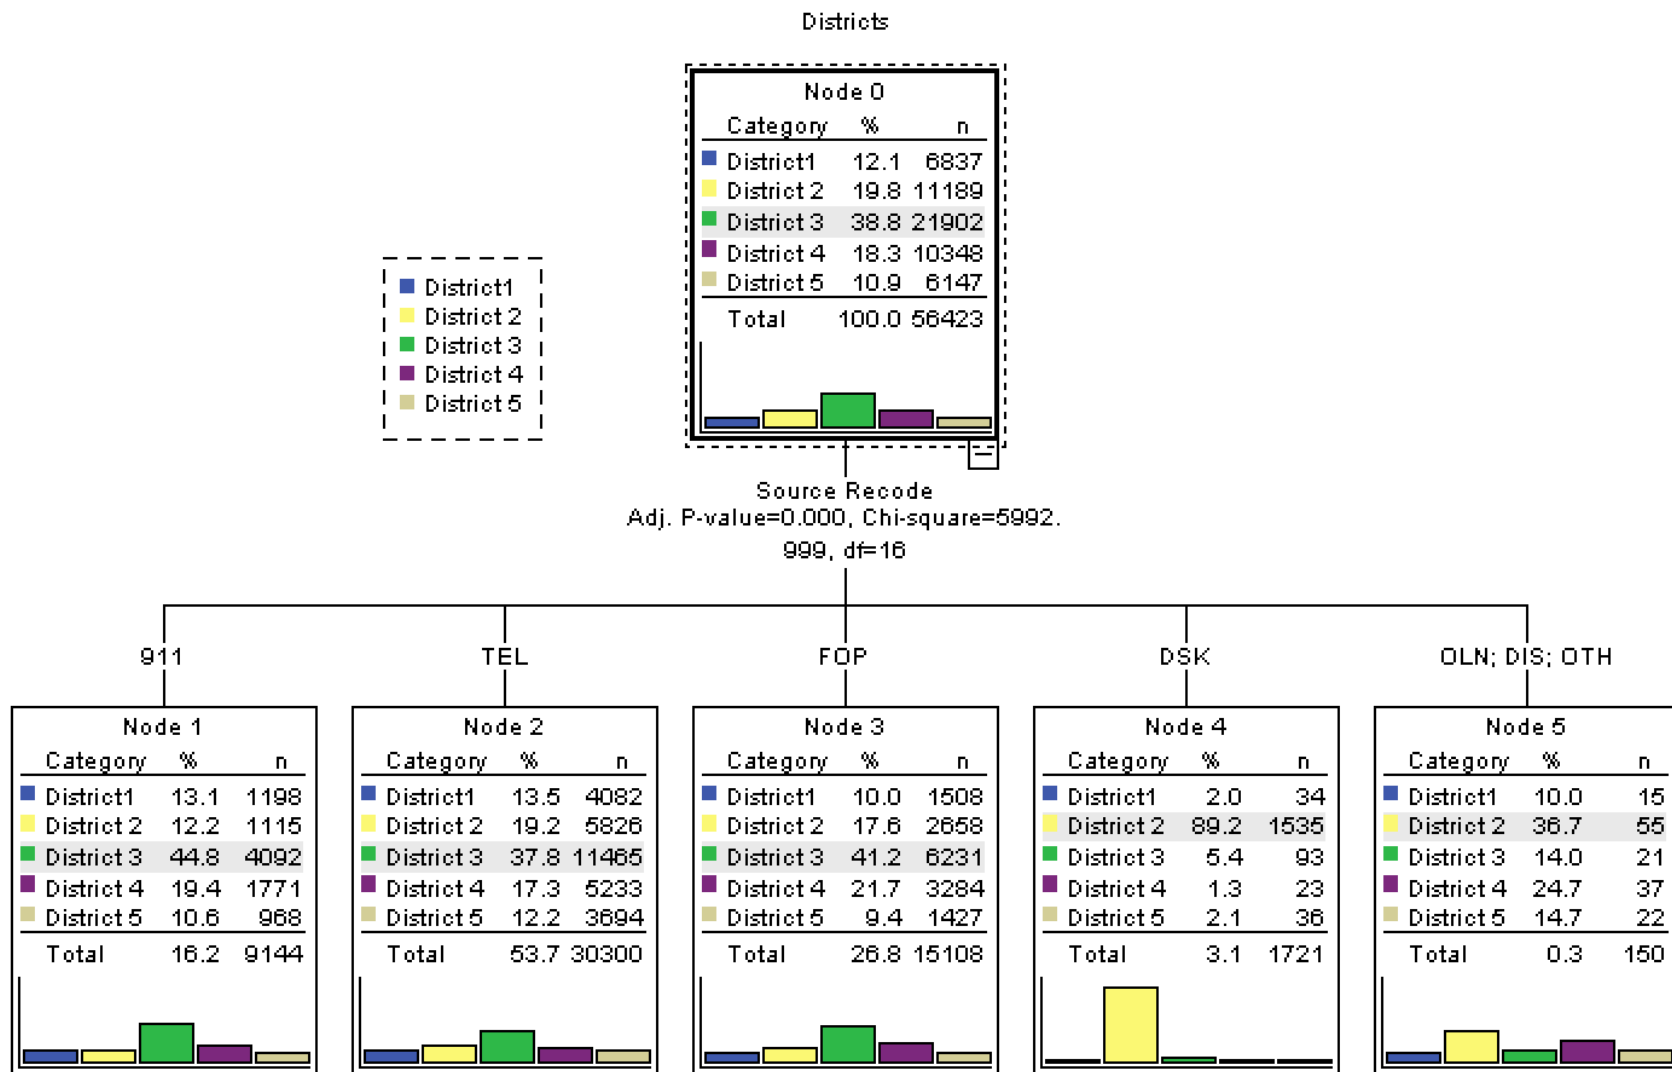 Districts
Node 0
Category % n
District1 12.1 6837
District 2 19.8 11189
District 3 38.8 21902
District 4 18.3 10348
District 5 10.9 6147
Total 100.0 56423
District1
District 2
District 3
District 4
District 5
Source Recode
Adj. P-value=0.000, Chi-square=5992.
999, df=16
911
TEL
FOP
DSK
OLN; DIS; OTH
Node 1
Category % n
District1 13.1 1198
District 2 12.2 1115
District 3 44.8 4092
District 4 19.4 1771
District 5 10.6 968
Total 16.2 9144
Node 2
Category % n
District1 13.5 4082
District 2 19.2 5826
District 3 37.8 11465
District 4 17.3 5233
District 5 12.2 3694
Total 53.7 30300
Node 3
Category % n
District1 10.0 1508
District 2 17.6 2658
District 3 41.2 6231
District 4 21.7 3284
District 5 9.4 1427
Total 26.8 15108
Node 4
Category % n
District1 2.0 34
District 2 89.2 1535
District 3 5.4 93
District 4 1.3 23
District 5 2.1 36
Total 3.1 1721
Node 5
Category % n
District1 10.0 15
District 2 36.7 55
District 3 14.0 21
District 4 24.7 37
District 5 14.7 22
Total 0.3 150